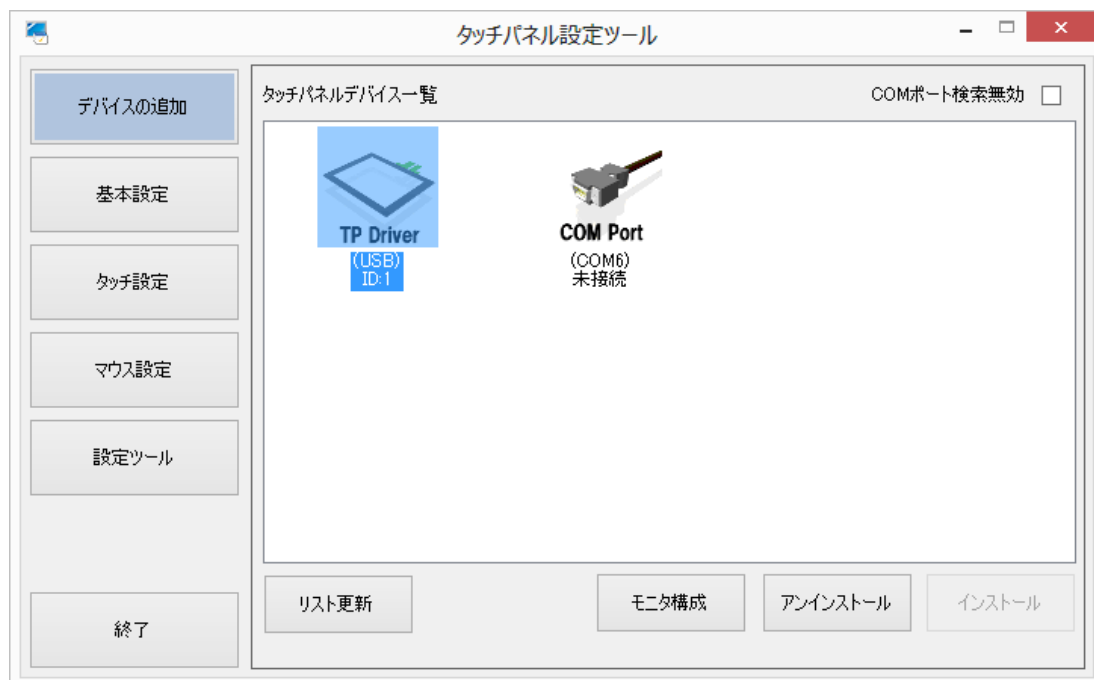 タッチパネル設定ツール
デバイスの追加
基本設定
タッチ設定
マウス設定
設定ツール
終了
タッチパネルデバイス一覧
COMポート検索無効
TP Driver
(USB)
ID:1
COM Port
(COM6)
未接続
リスト更新
モニタ構成
アンインストール
インストール